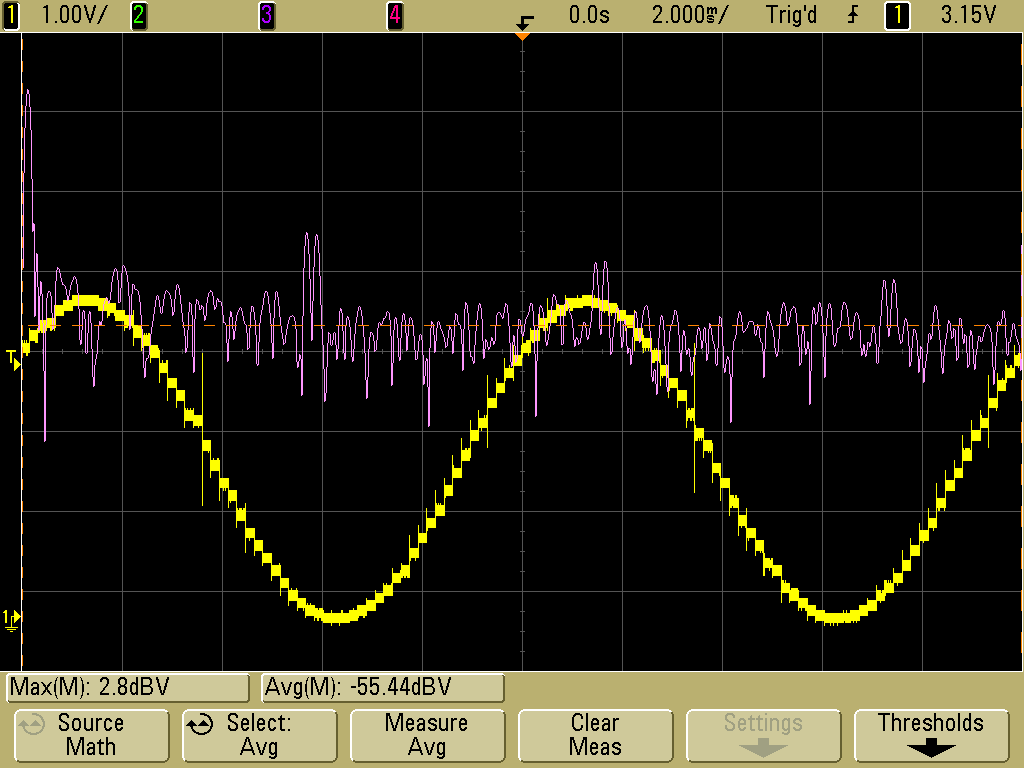 1 1.00V/ 2 3 4 0.0s 2.000ms/ Trig'd 1 3.15V
T
1
Max(M): 2.8dBV Avg(M): -55.44dBV
Source Select: Measure Clear Settings Thresholds
Math Avg Avg Meas